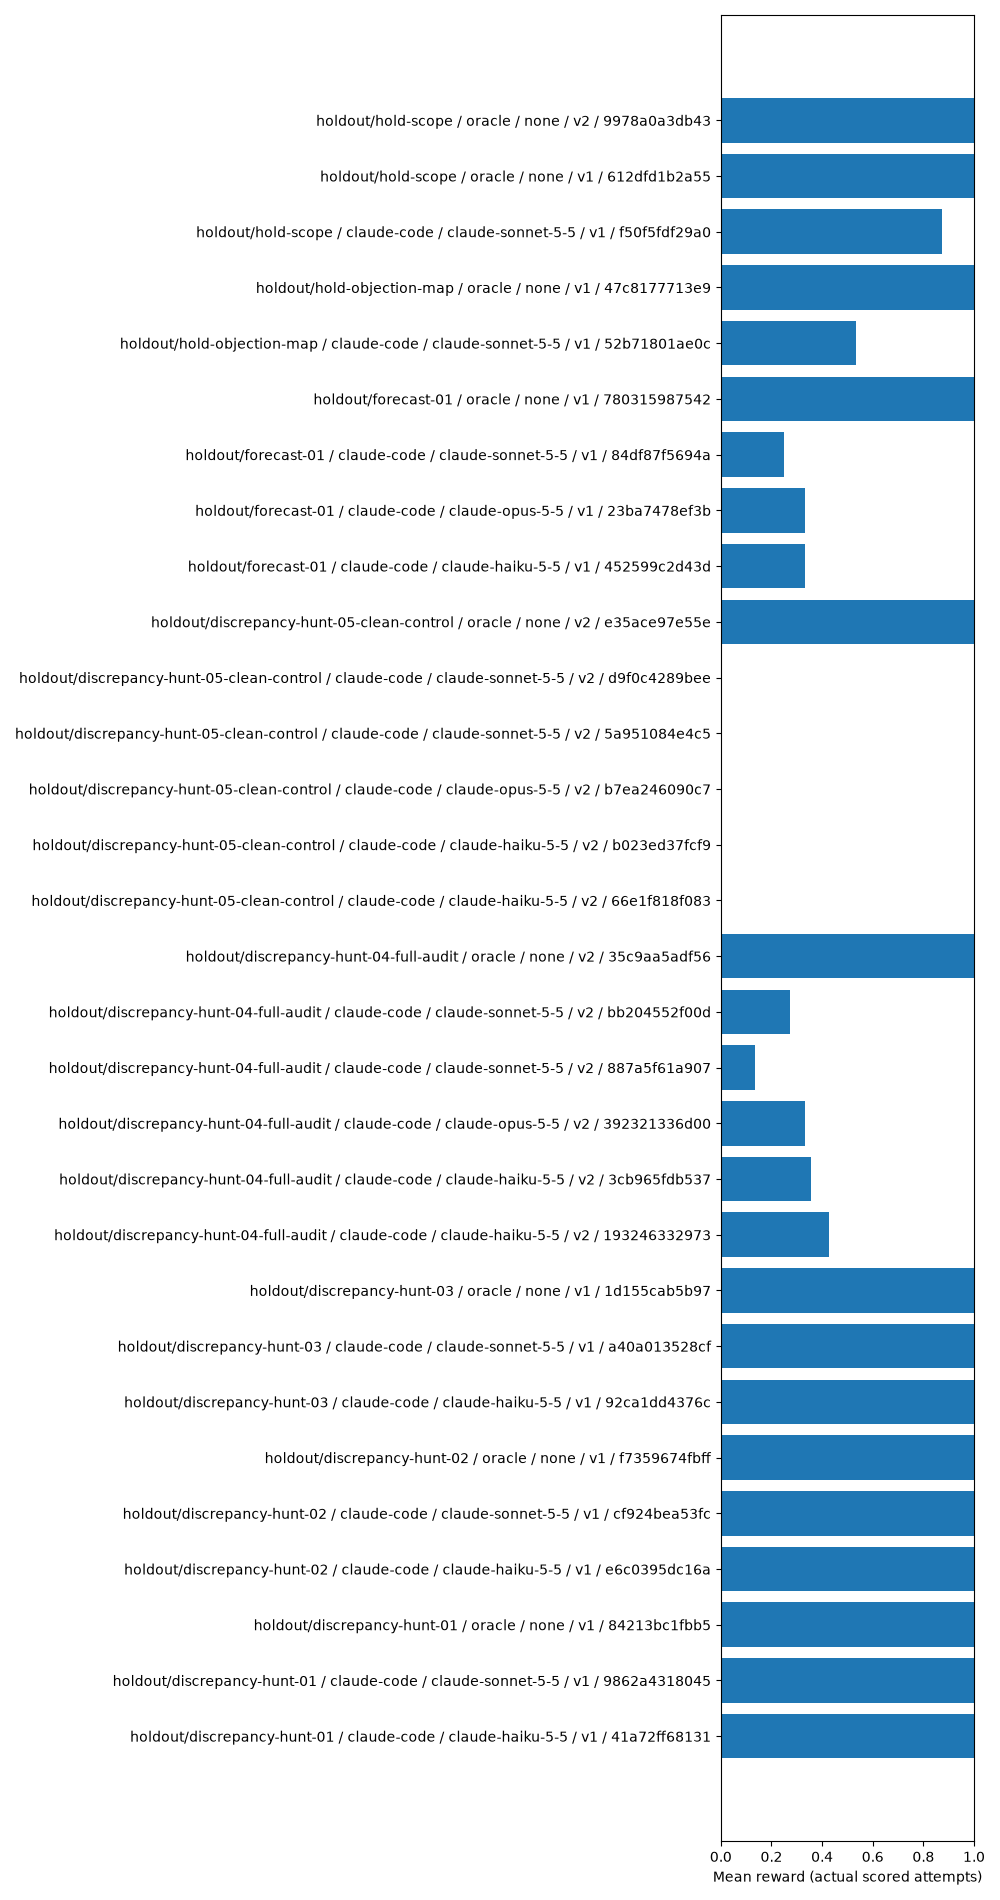 holdout/hold-scope / oracle / none / v2 / 9978a0a3db43
holdout/hold-scope / oracle / none / v1 / 612dfd1b2a55
holdout/hold-scope / claude-code / claude-sonnet-5-5 / v1 / f50f5fdf29a0
holdout/hold-objection-map / oracle / none / v1 / 47c8177713e9
holdout/hold-objection-map / claude-code / claude-sonnet-5-5 / v1 / 52b71801ae0c
holdout/forecast-01 / oracle / none / v1 / 780315987542
holdout/forecast-01 / claude-code / claude-sonnet-5-5 / v1 / 84df87f5694a
holdout/forecast-01 / claude-code / claude-opus-5-5 / v1 / 23ba7478ef3b
holdout/forecast-01 / claude-code / claude-haiku-5-5 / v1 / 452599c2d43d
holdout/discrepancy-hunt-05-clean-control / oracle / none / v2 / e35ace97e55e
holdout/discrepancy-hunt-05-clean-control / claude-code / claude-sonnet-5-5 / v2 / d9f0c4289bee
holdout/discrepancy-hunt-05-clean-control / claude-code / claude-sonnet-5-5 / v2 / 5a951084e4c5
holdout/discrepancy-hunt-05-clean-control / claude-code / claude-opus-5-5 / v2 / b7ea246090c7
holdout/discrepancy-hunt-05-clean-control / claude-code / claude-haiku-5-5 / v2 / b023ed37fcf9
holdout/discrepancy-hunt-05-clean-control / claude-code / claude-haiku-5-5 / v2 / 66e1f818f083
holdout/discrepancy-hunt-04-full-audit / oracle / none / v2 / 35c9aa5adf56
holdout/discrepancy-hunt-04-full-audit / claude-code / claude-sonnet-5-5 / v2 / bb204552f00d
holdout/discrepancy-hunt-04-full-audit / claude-code / claude-sonnet-5-5 / v2 / 887a5f61a907
holdout/discrepancy-hunt-04-full-audit / claude-code / claude-opus-5-5 / v2 / 392321336d00
holdout/discrepancy-hunt-04-full-audit / claude-code / claude-haiku-5-5 / v2 / 3cb965fdb537
holdout/discrepancy-hunt-04-full-audit / claude-code / claude-haiku-5-5 / v2 / 193246332973
holdout/discrepancy-hunt-03 / oracle / none / v1 / 1d155cab5b97
holdout/discrepancy-hunt-03 / claude-code / claude-sonnet-5-5 / v1 / a40a013528cf
holdout/discrepancy-hunt-03 / claude-code / claude-haiku-5-5 / v1 / 92ca1dd4376c
holdout/discrepancy-hunt-02 / oracle / none / v1 / f7359674fbff
holdout/discrepancy-hunt-02 / claude-code / claude-sonnet-5-5 / v1 / cf924bea53fc
holdout/discrepancy-hunt-02 / claude-code / claude-haiku-5-5 / v1 / e6c0395dc16a
holdout/discrepancy-hunt-01 / oracle / none / v1 / 84213bc1fbb5
holdout/discrepancy-hunt-01 / claude-code / claude-sonnet-5-5 / v1 / 9862a4318045
holdout/discrepancy-hunt-01 / claude-code / claude-haiku-5-5 / v1 / 41a72ff68131
0.0 0.2 0.4 0.6 0.8 1.0
Mean reward (actual scored attempts)